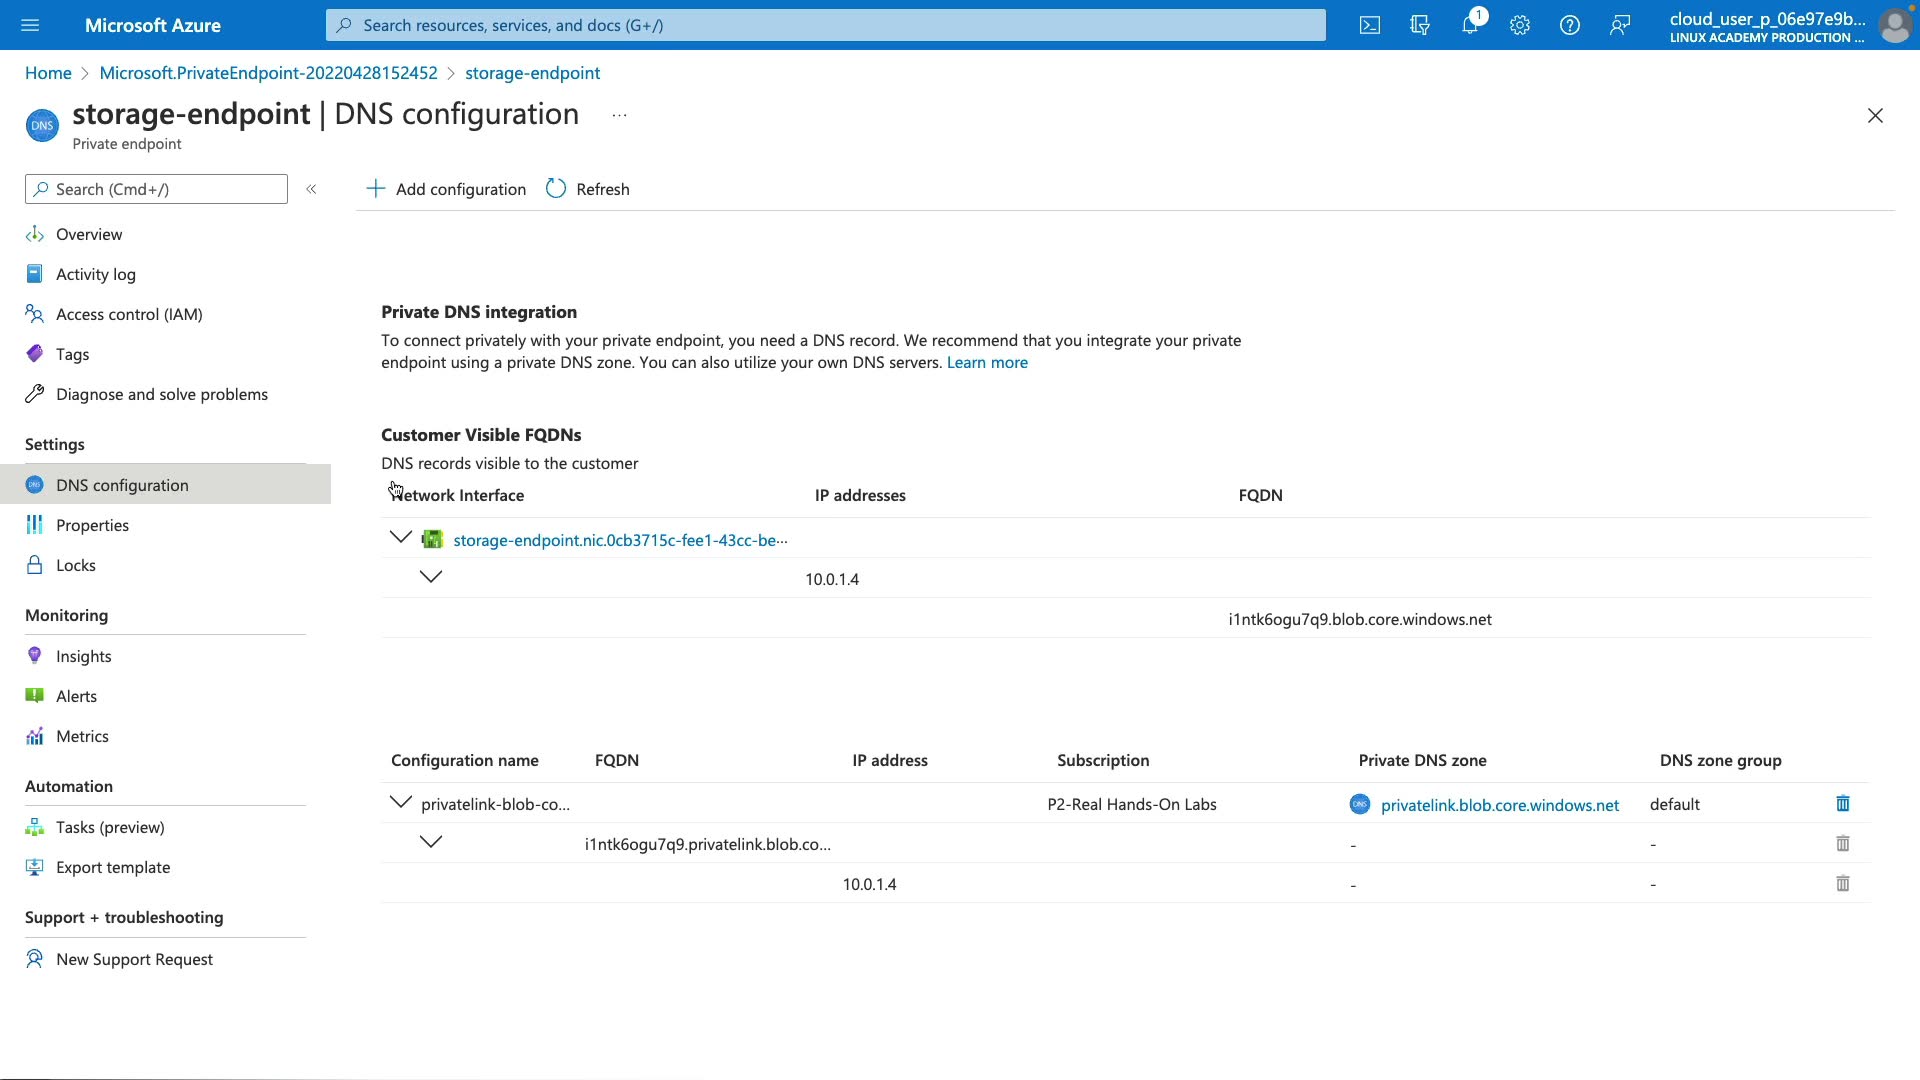 Microsoft Azure
Search resources, services, and docs (G+/)
1
cloud_user_p_06e97e9b...
LINUX ACADEMY PRODUCTION ...
Home > Microsoft.PrivateEndpoint-20220428152452 > storage-endpoint
DNS
storage-endpoint | DNS configuration ...
Private endpoint
Search (Cmd+/)
«
Add configuration
Refresh
Overview
Activity log
Access control (IAM)
Tags
Diagnose and solve problems
Settings
DNS configuration
Properties
Locks
Monitoring
Insights
Alerts
Metrics
Automation
Tasks (preview)
Export template
Support + troubleshooting
New Support Request
Private DNS integration
To connect privately with your private endpoint, you need a DNS record. We recommend that you integrate your private
endpoint using a private DNS zone. You can also utilize your own DNS servers. Learn more
Customer Visible FQDNs
DNS records visible to the customer
Network Interface IP addresses FQDN
storage-endpoint.nic.0cb3715c-fee1-43cc-be...
10.0.1.4
i1ntk6ogu7q9.blob.core.windows.net
Configuration name FQDN IP address Subscription Private DNS zone DNS zone group
privatelink-blob-co... P2-Real Hands-On Labs DNS privatelink.blob.core.windows.net default
i1ntk6ogu7q9.privatelink.blob.co... - -
10.0.1.4 - -